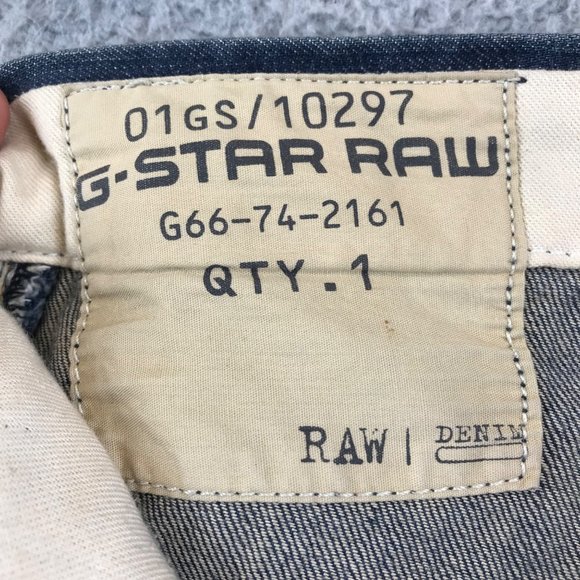 01GS/10297
G-STAR RAW
G66-74-2161
QTY.1
RAW | DENIM